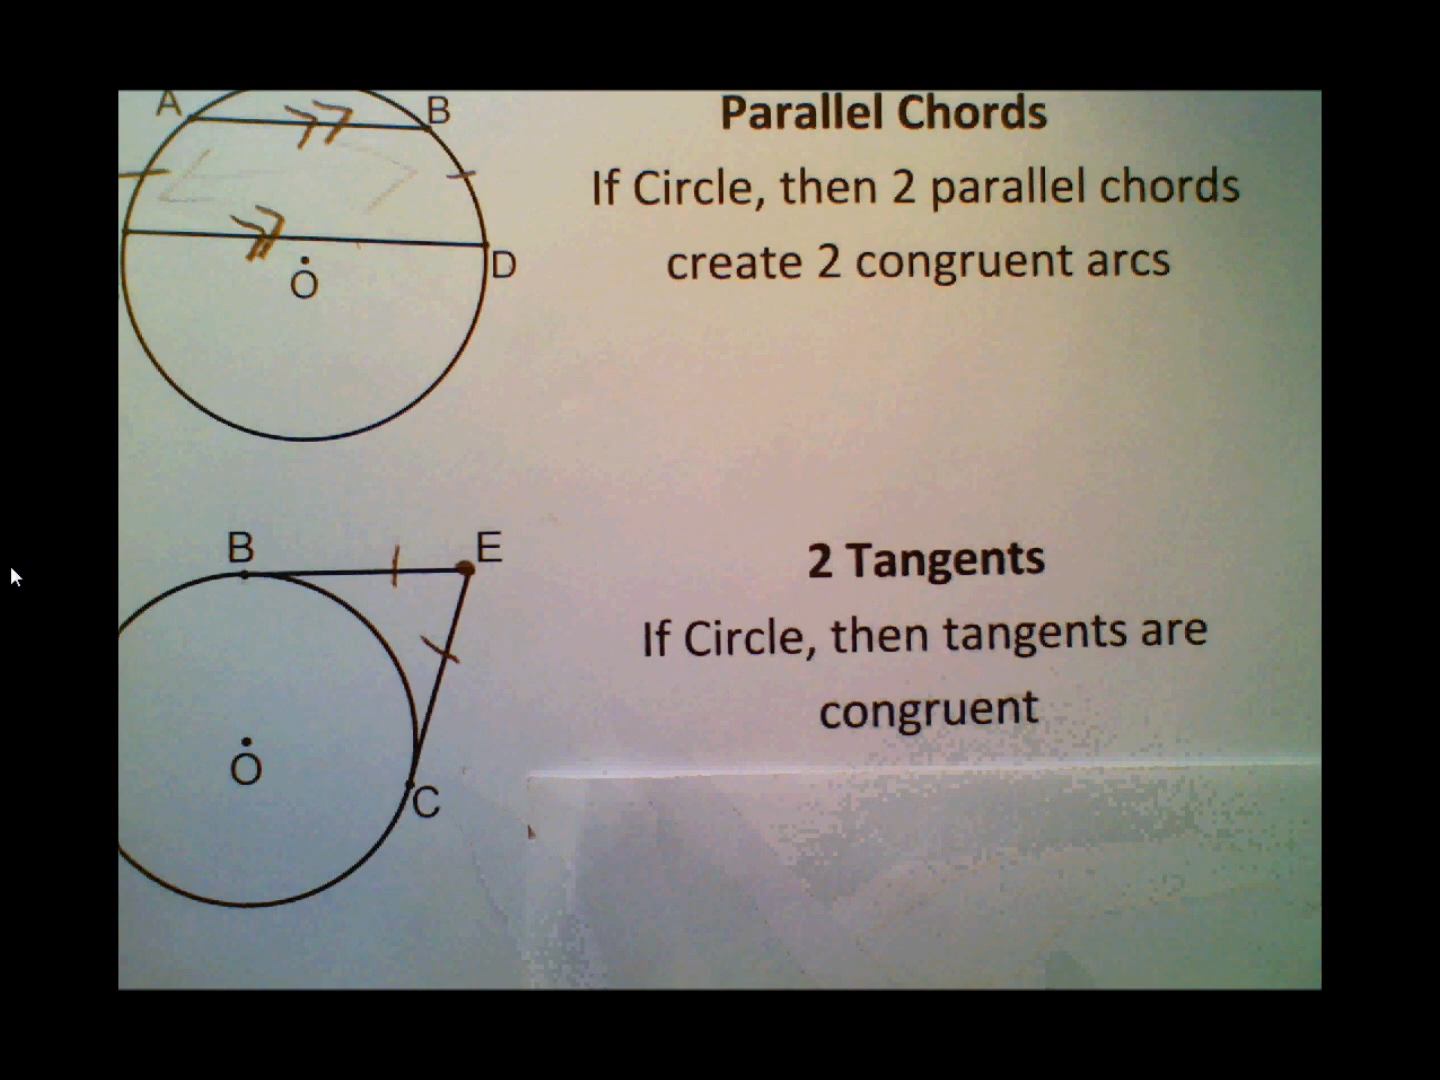 A
B
Parallel Chords
If Circle, then 2 parallel chords
create 2 congruent arcs
D
O
B
E
2 Tangents
If Circle, then tangents are
congruent
O
C